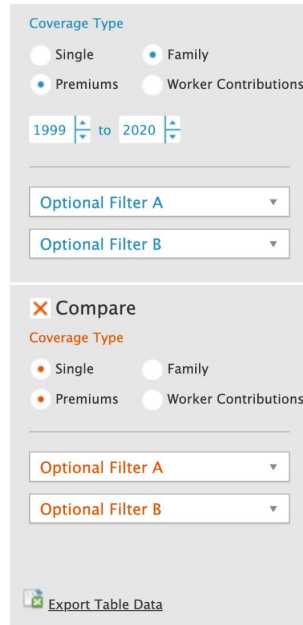 Coverage Type
Single Family
Premiums Worker Contributions
1999 to 2020
Optional Filter A
Optional Filter B
Compare
Coverage Type
Single Family
Premiums Worker Contributions
Optional Filter A
Optional Filter B
Export Table Data